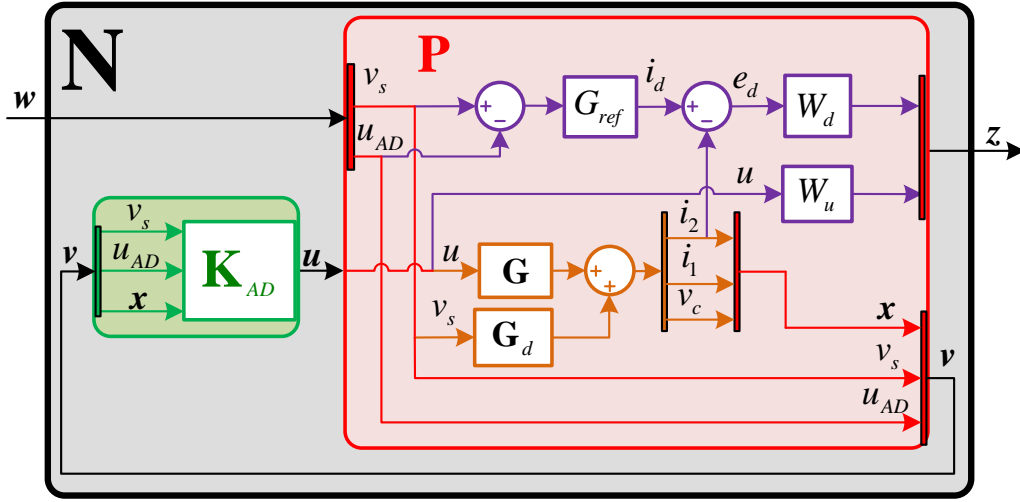 N
P
w
v_s
i_d
e_d
+
−
G_ref
+
−
W_d
u_AD
z
u
W_u
v_s
v
u_AD
K_AD
u
x
u
G
+
+
i_2
i_1
v_c
v_s
G_d
x
v_s
v
u_AD